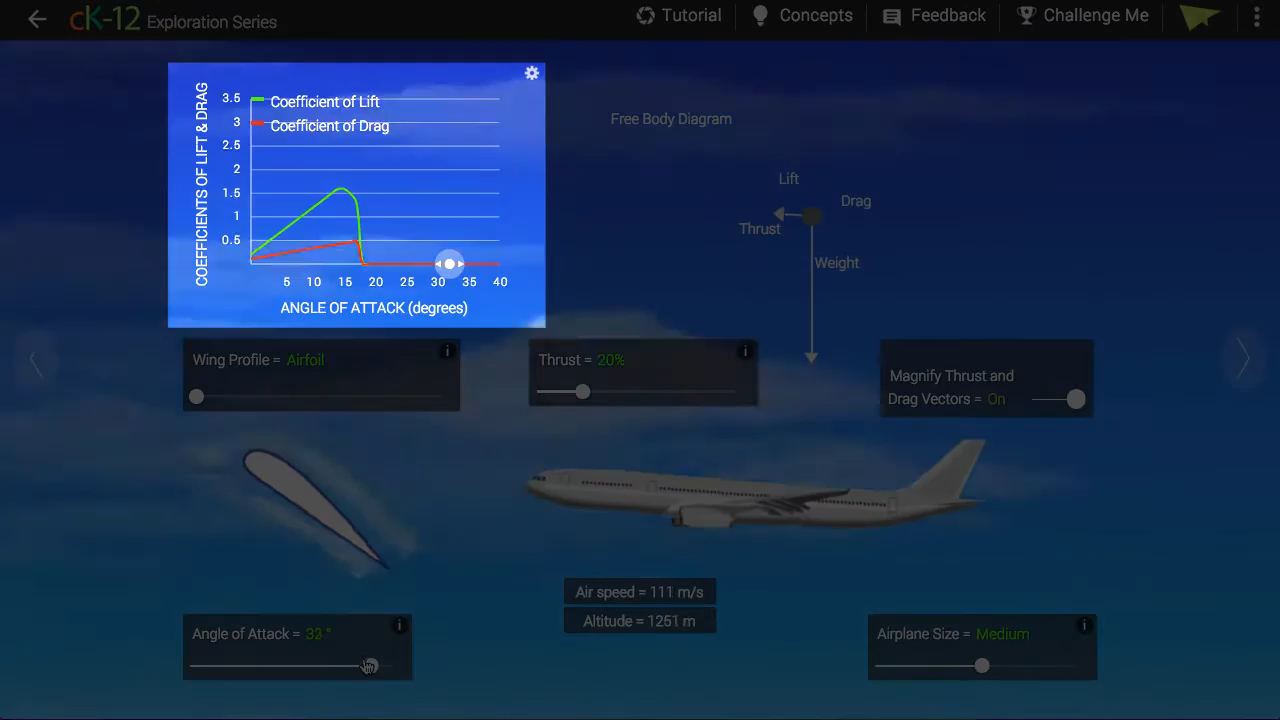 cK-12 Exploration Series
Tutorial
Concepts
Feedback
Challenge Me
COEFFICIENTS OF LIFT & DRAG
3.5
3
2.5
2
1.5
1
0.5
Coefficient of Lift
Coefficient of Drag
5 10 15 20 25 30 35 40
ANGLE OF ATTACK (degrees)
Free Body Diagram
Lift
Drag
Thrust
Weight
Wing Profile = Airfoil
i
Thrust = 20%
i
Magnify Thrust and
Drag Vectors = On
Air speed = 111 m/s
Altitude = 1251 m
Angle of Attack = 32 °
i
Airplane Size = Medium
i